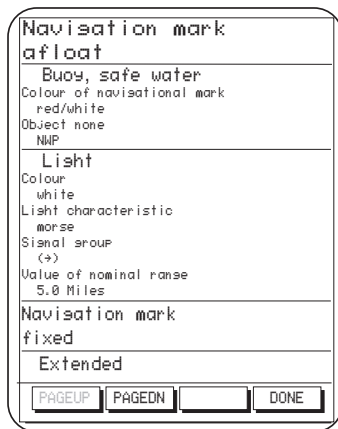 Navigation mark
afloat
Buoy, safe water
Colour of navigational mark
red/white
Object none
NWP
Light
Colour
white
Light characteristic
morse
Signal group
(→)
Value of nominal range
5.0 Miles
Navigation mark
fixed
Extended
PAGEUP PAGEDN DONE